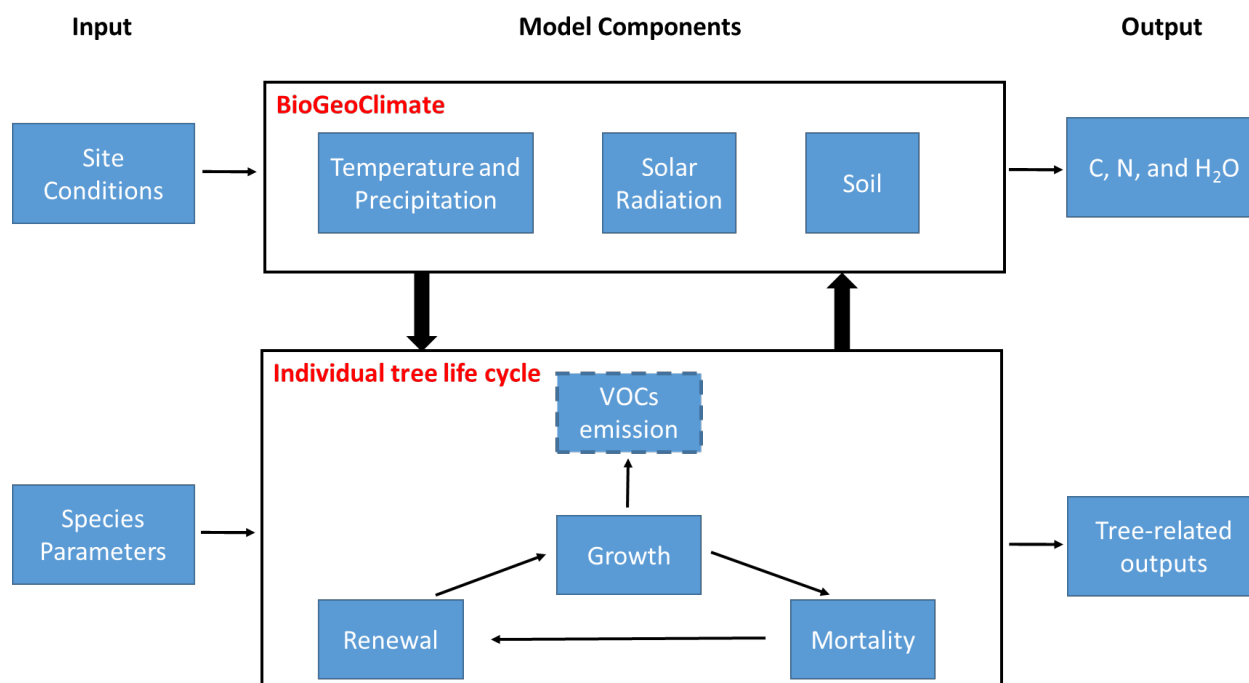 Input
Model Components
Output
BioGeoClimate
Site
Conditions
Temperature and
Precipitation
Solar
Radiation
Soil
C, N, and H₂O
Individual tree life cycle
VOCs
emission
Species
Parameters
Growth
Tree-related
outputs
Renewal
Mortality